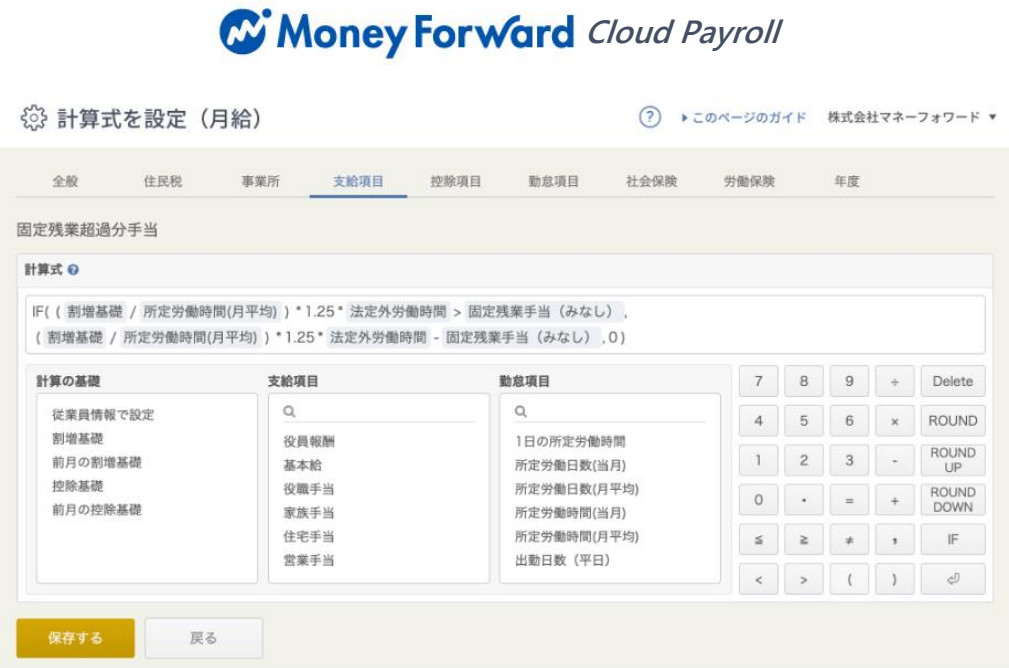 Money Forward Cloud Payroll
計算式を設定（月給）
? このページのガイド 株式会社マネーフォワード ▼
全般 住民税 事業所 支給項目 控除項目 勤怠項目 社会保険 労働保険 年度
固定残業超過分手当
計算式 ?
IF( ( 割増基礎 / 所定労働時間(月平均) ) *1.25* 法定外労働時間 > 固定残業手当（みなし） ,
( 割増基礎 / 所定労働時間(月平均) ) *1.25* 法定外労働時間 - 固定残業手当（みなし） ,0)
計算の基礎
従業員情報で設定
割増基礎
前月の割増基礎
控除基礎
前月の控除基礎
支給項目
役員報酬
基本給
役職手当
家族手当
住宅手当
営業手当
勤怠項目
1日の所定労働時間
所定労働日数(当月)
所定労働日数(月平均)
所定労働時間(当月)
所定労働時間(月平均)
出勤日数（平日）
7 8 9 ÷ Delete
4 5 6 × ROUND
1 2 3 - ROUND
UP
0 ・ = + ROUND
DOWN
≦ ≧ ≠ , IF
< > ( )
保存する 戻る